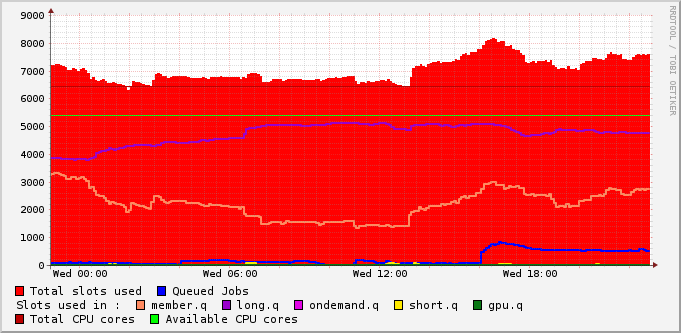 RRDTOOL / TOBI OETIKER
9000
8000
7000
6000
5000
4000
3000
2000
1000
0
Wed 00:00 Wed 06:00 Wed 12:00 Wed 18:00
Total slots used Queued Jobs
Slots used in : member.q long.q ondemand.q short.q gpu.q
Total CPU cores Available CPU cores